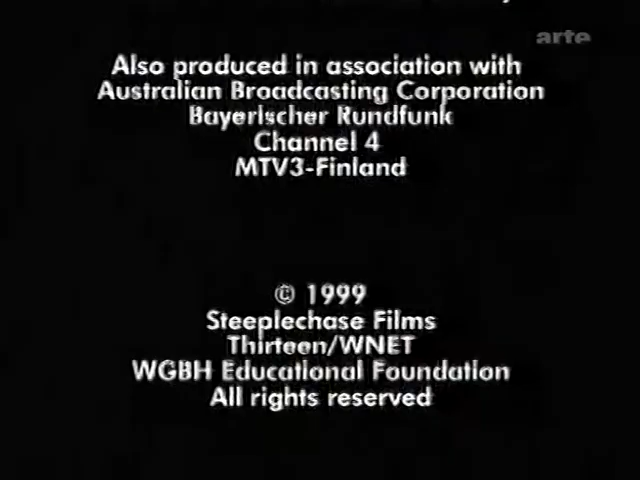 arte
Also produced in association with
Australian Broadcasting Corporation
Bayerischer Rundfunk
Channel 4
MTV3-Finland
© 1999
Steeplechase Films
Thirteen/WNET
WGBH Educational Foundation
All rights reserved